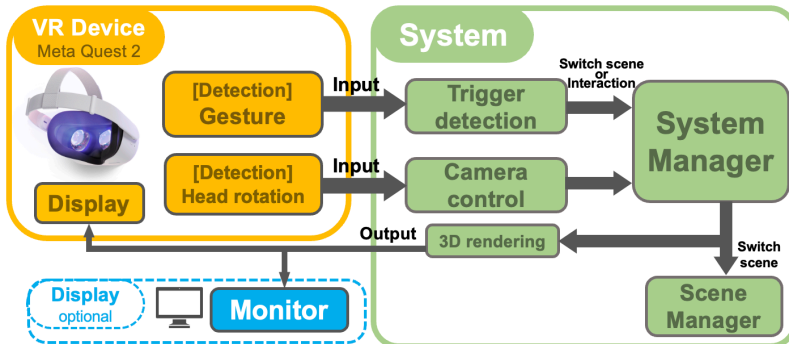 VR Device
Meta Quest 2
[Detection]
Gesture
[Detection]
Head rotation
Display
Input
Input
Output
System
Trigger
detection
Camera
control
3D rendering
Switch scene
or
Interaction
System
Manager
Switch
scene
Scene
Manager
Display
optional
Monitor